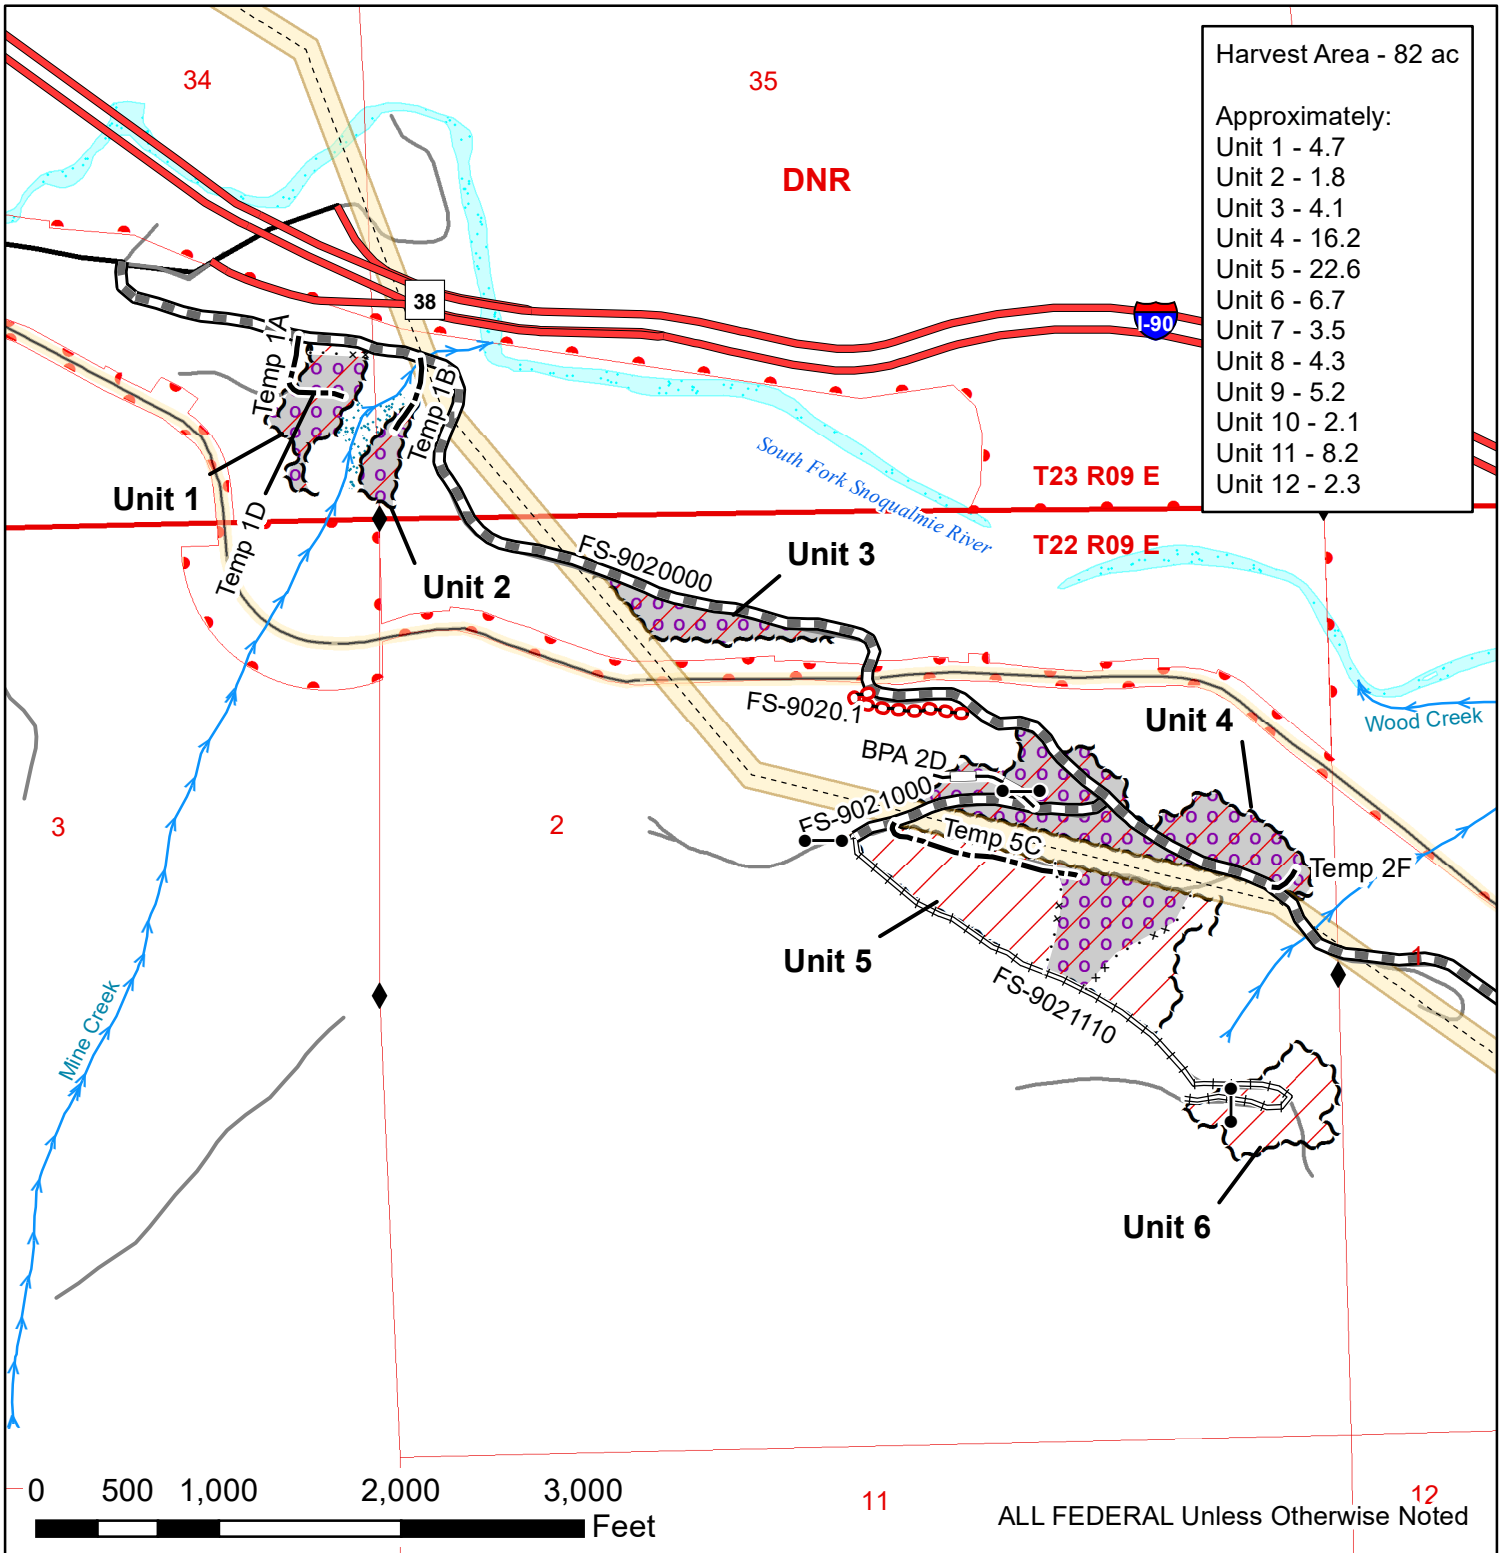 Harvest Area - 82 ac
Approximately:
Unit 1 - 4.7
Unit 2 - 1.8
Unit 3 - 4.1
Unit 4 - 16.2
Unit 5 - 22.6
Unit 6 - 6.7
Unit 7 - 3.5
Unit 8 - 4.3
Unit 9 - 5.2
Unit 10 - 2.1
Unit 11 - 8.2
Unit 12 - 2.3
34
35
DNR
38
I-90
Temp 1A
Temp 1B
Unit 1
Temp 1D
Unit 2
South Fork Snoqualmie River
T23 R09 E
T22 R09 E
FS-9020000
Unit 3
FS-9020.1
Unit 4
Wood Creek
BPA 2D
FS-9021000
Temp 5C
Temp 2F
3
2
1
Unit 5
FS-9021110
Mine Creek
Unit 6
0 500 1,000 2,000 3,000
Feet
11
12
ALL FEDERAL Unless Otherwise Noted